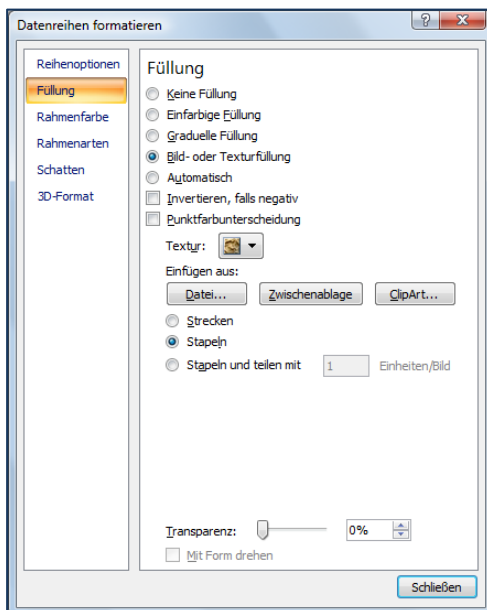 Datenreihen formatieren
Reihenoptionen
Füllung
Rahmenfarbe
Rahmenarten
Schatten
3D-Format
Füllung
Keine Füllung
Einfarbige Füllung
Graduelle Füllung
Bild- oder Texturfüllung
Automatisch
Invertieren, falls negativ
Punktfarbunterscheidung
Textur:
Einfügen aus:
Datei... Zwischenablage ClipArt...
Strecken
Stapeln
Stapeln und teilen mit 1 Einheiten/Bild
Transparenz: 0%
Mit Form drehen
Schließen